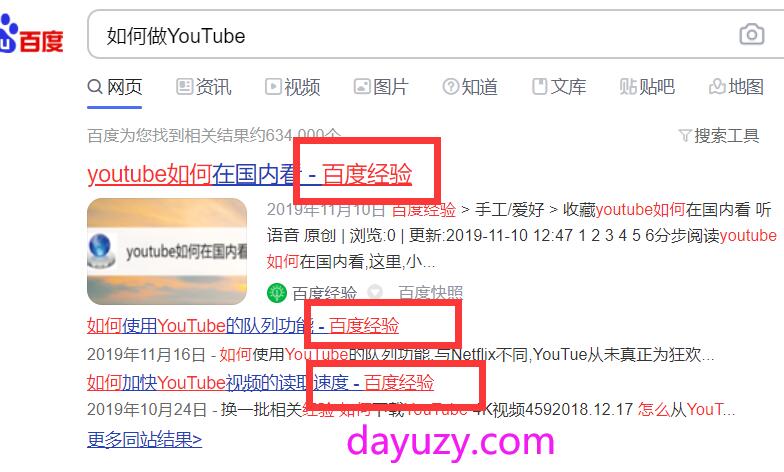 百度
如何做YouTube
网页 资讯 视频 图片 知道 文库 贴吧 地图
百度为您找到相关结果约634,000个
搜索工具
youtube如何在国内看 - 百度经验
youtube如何在国内看
2019年11月10日 百度经验 > 手工/爱好 > 收藏youtube如何在国内看 听
语音 原创 | 浏览:0 | 更新:2019-11-10 12:47 1 2 3 4 5 6分步阅读youtube
如何在国内看,这里,小...
百度经验 百度快照
如何使用YouTube的队列功能 - 百度经验
2019年11月16日 - 如何使用YouTube的队列功能,与Netflix不同,YouTue从未真正为狂欢...
如何加快YouTube视频的读取速度 - 百度经验
2019年10月24日 - 换一批相关经验 如何下载YouTube 4K视频4592018.12.17 怎么从YouT...
更多同站结果>
dayuzy.com